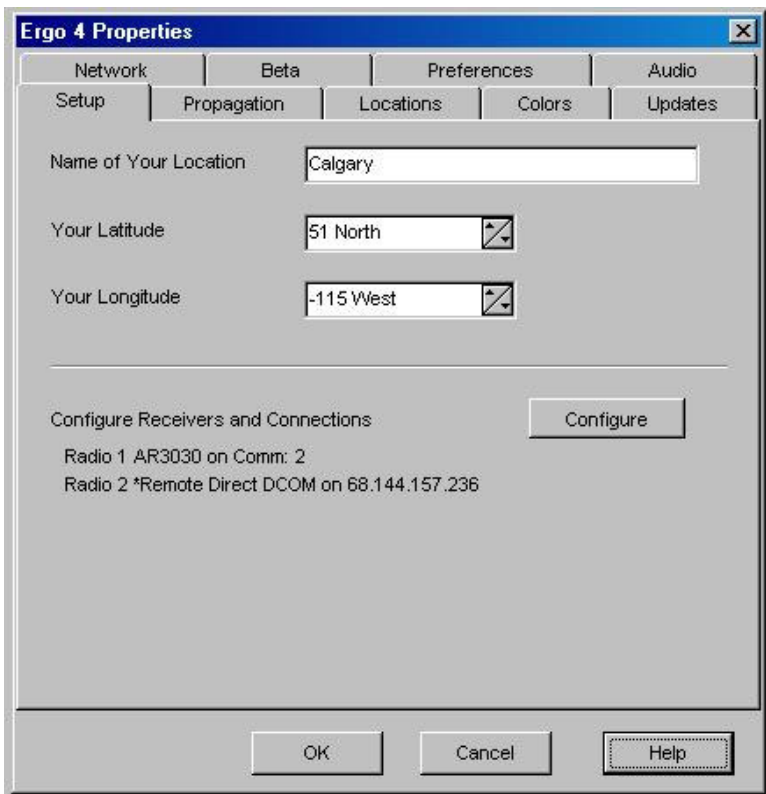 Ergo 4 Properties
Network Beta Preferences Audio
Setup Propagation Locations Colors Updates
Name of Your Location Calgary
Your Latitude 51 North
Your Longitude -115 West
Configure Receivers and Connections Configure
Radio 1 AR3030 on Comm: 2
Radio 2 *Remote Direct DCOM on 68.144.157.236
OK Cancel Help